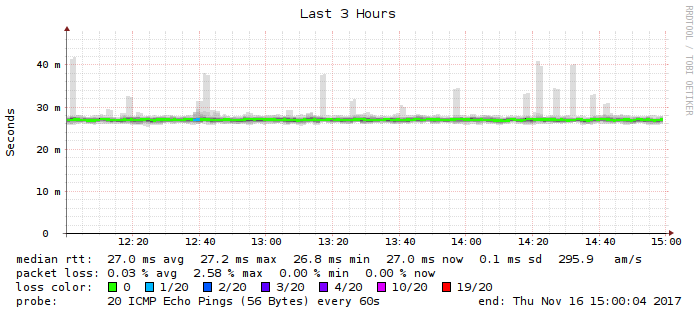 Last 3 Hours
RRDTOOL / TOBI OETIKER
Seconds
40 m
30 m
20 m
10 m
0
12:20 12:40 13:00 13:20 13:40 14:00 14:20 14:40 15:00
median rtt: 27.0 ms avg 27.2 ms max 26.8 ms min 27.0 ms now 0.1 ms sd 295.9 am/s
packet loss: 0.03 % avg 2.58 % max 0.00 % min 0.00 % now
loss color: 0 1/20 2/20 3/20 4/20 10/20 19/20
probe: 20 ICMP Echo Pings (56 Bytes) every 60s end: Thu Nov 16 15:00:04 2017